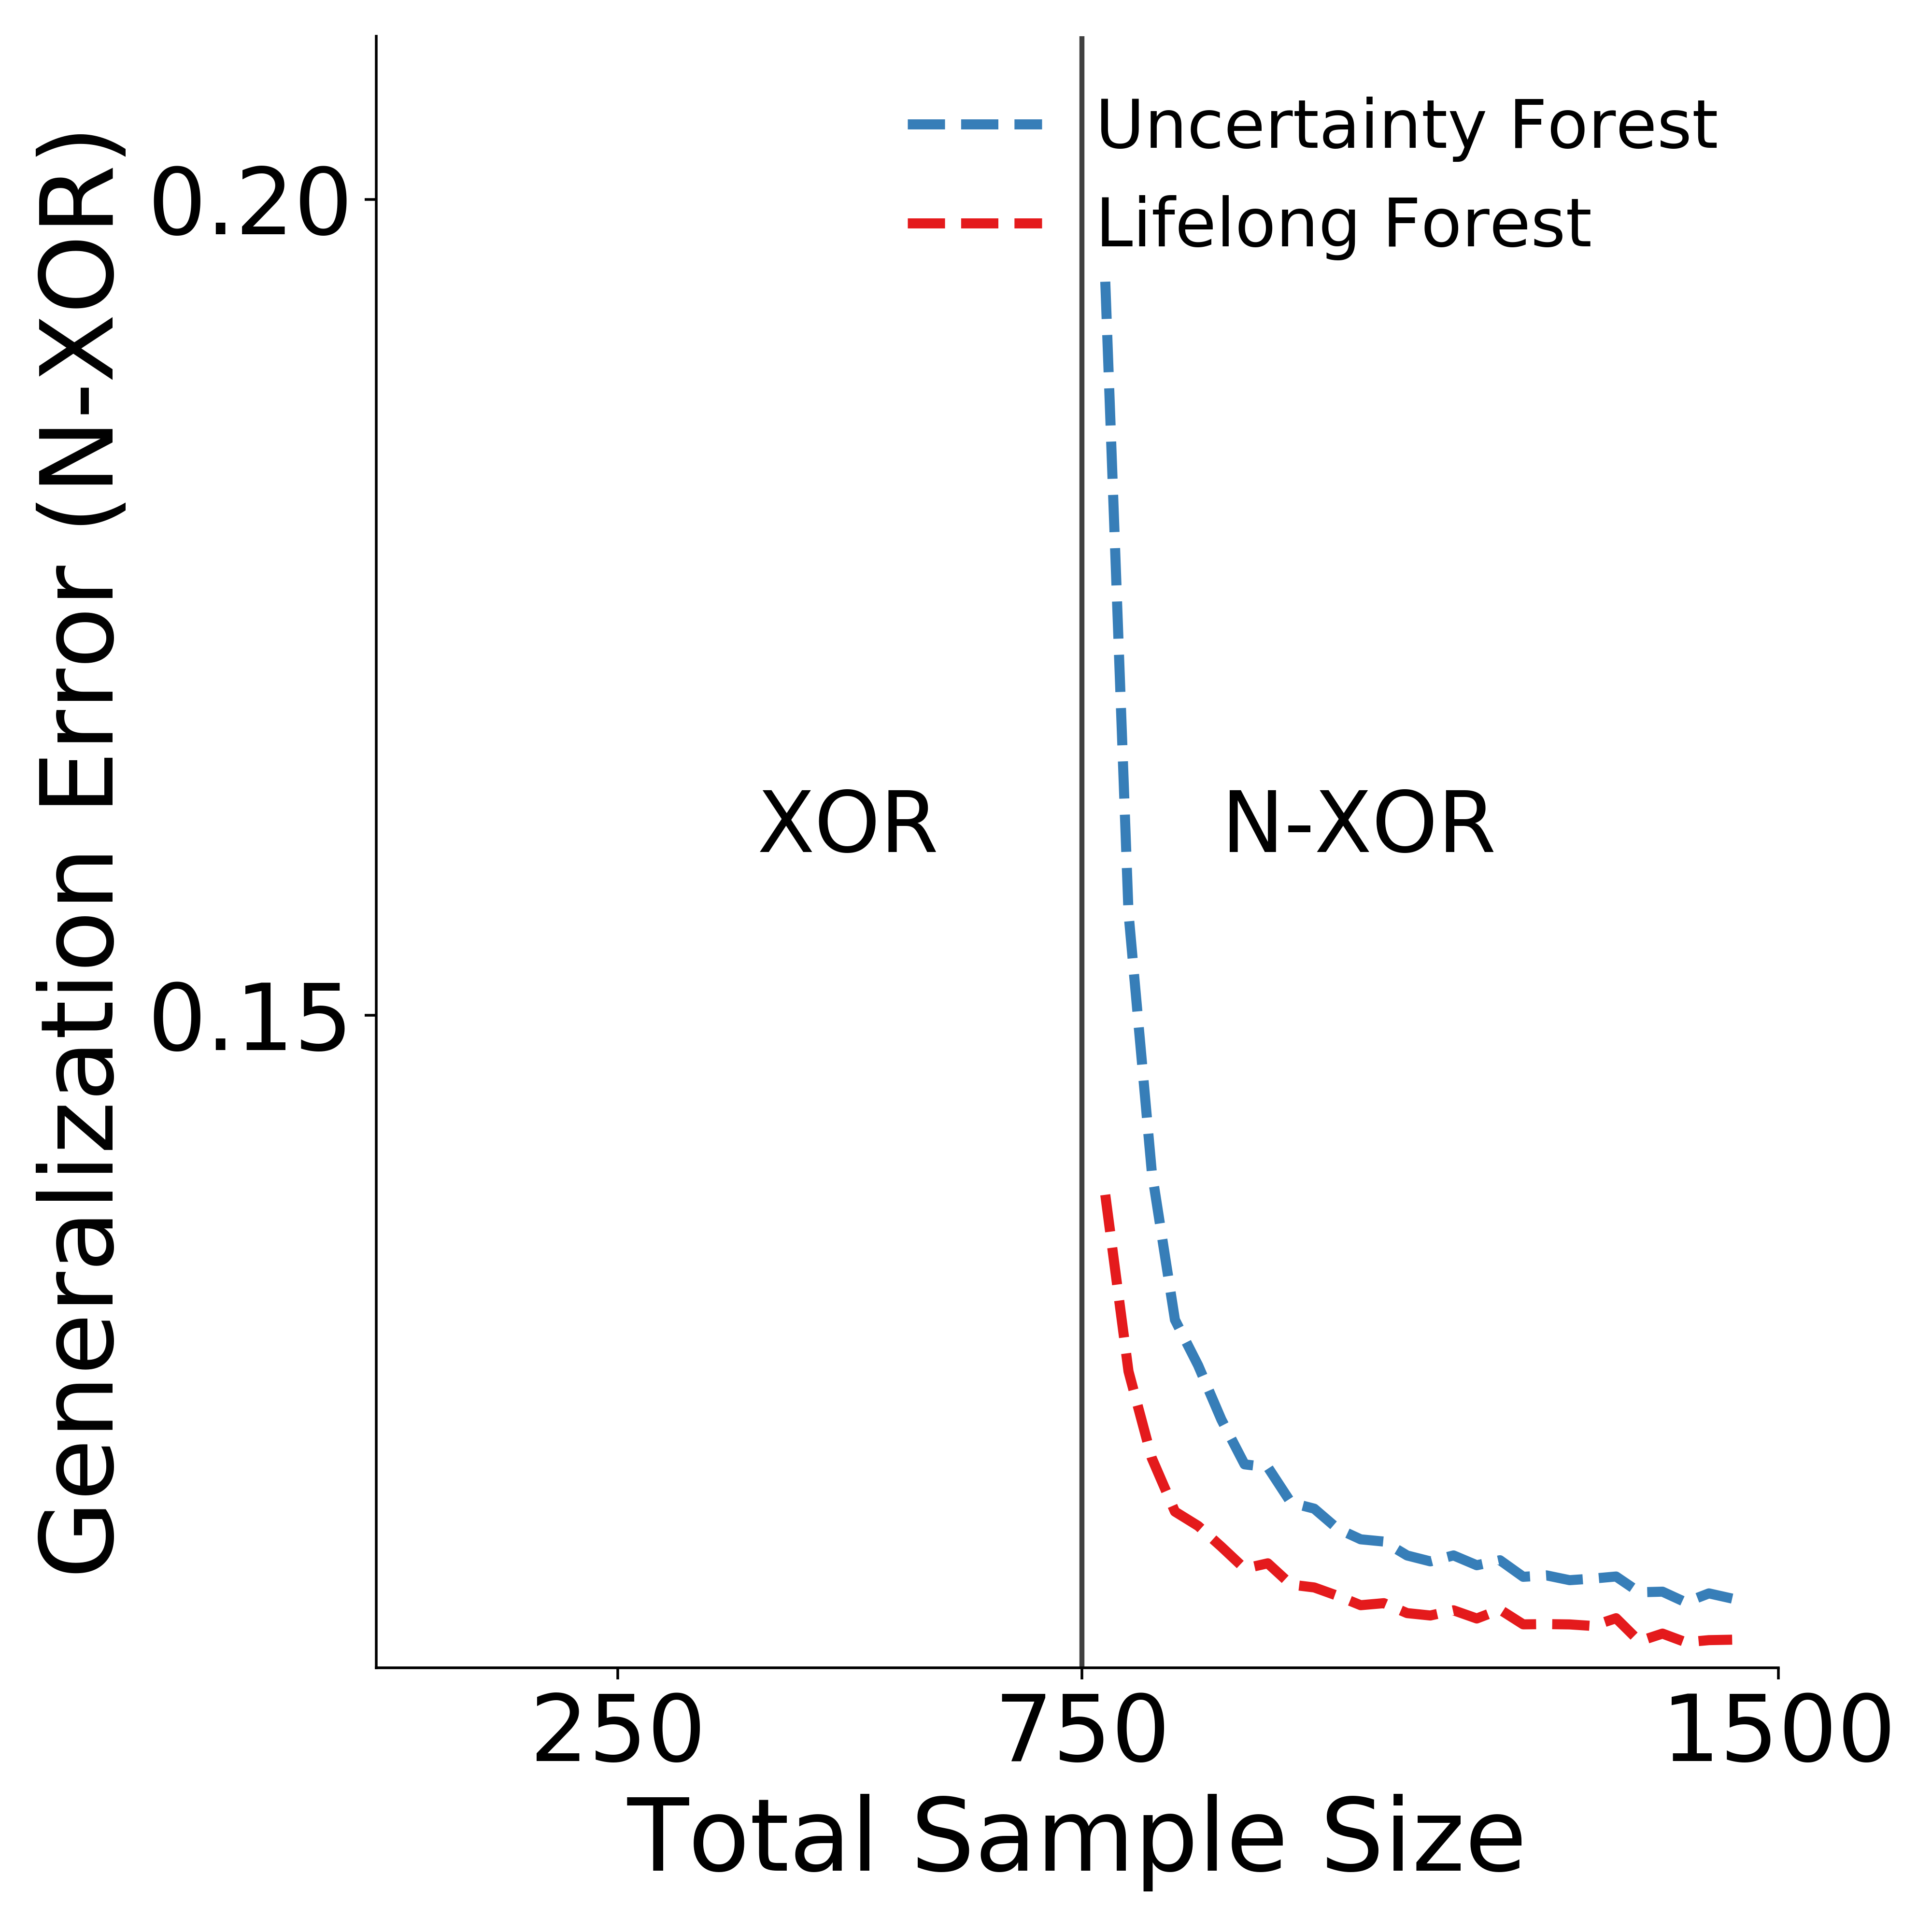 Generalization Error (N-XOR)
0.20
0.15
Uncertainty Forest
Lifelong Forest
XOR
N-XOR
250
750
1500
Total Sample Size